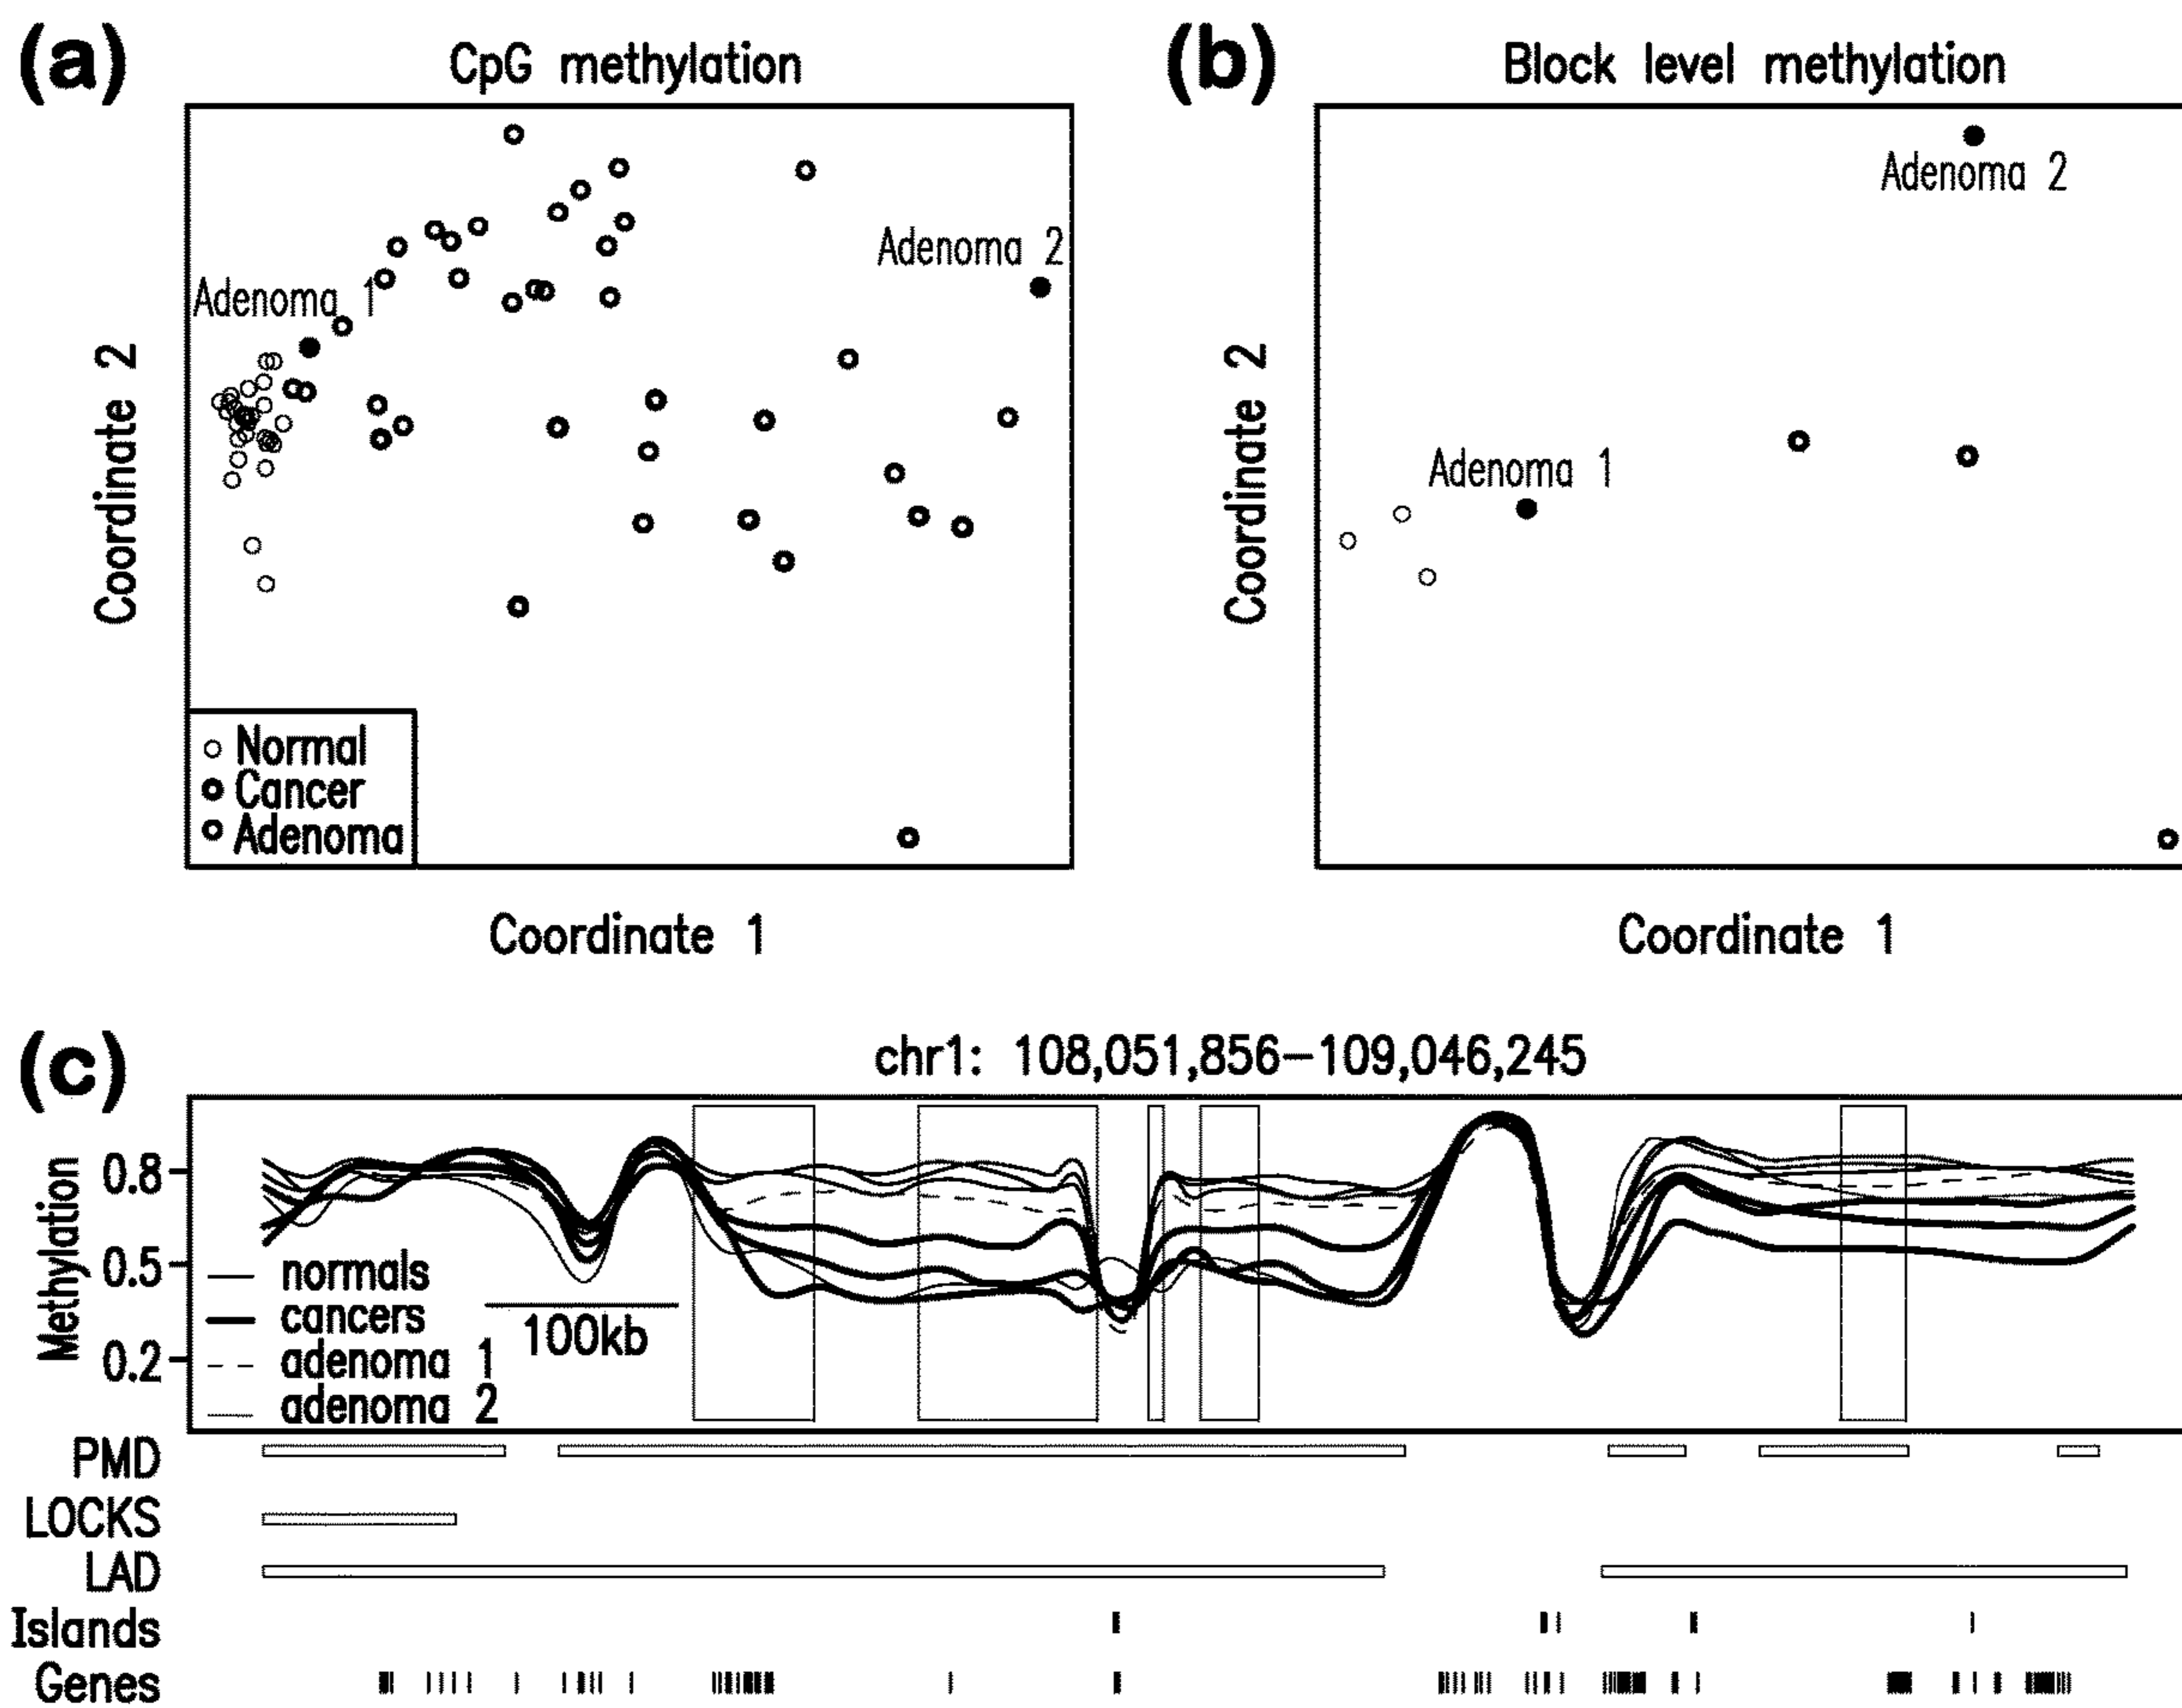 (a)
CpG methylation
Adenoma 1
Adenoma 2
Coordinate 2
Normal
Cancer
Adenoma
Coordinate 1
(b)
Block level methylation
Adenoma 2
Adenoma 1
Coordinate 2
Coordinate 1
(c)
chr1: 108,051,856-109,046,245
Methylation
0.8
0.5
0.2
normals
cancers
adenoma 1
adenoma 2
100kb
PMD
LOCKS
LAD
Islands
Genes